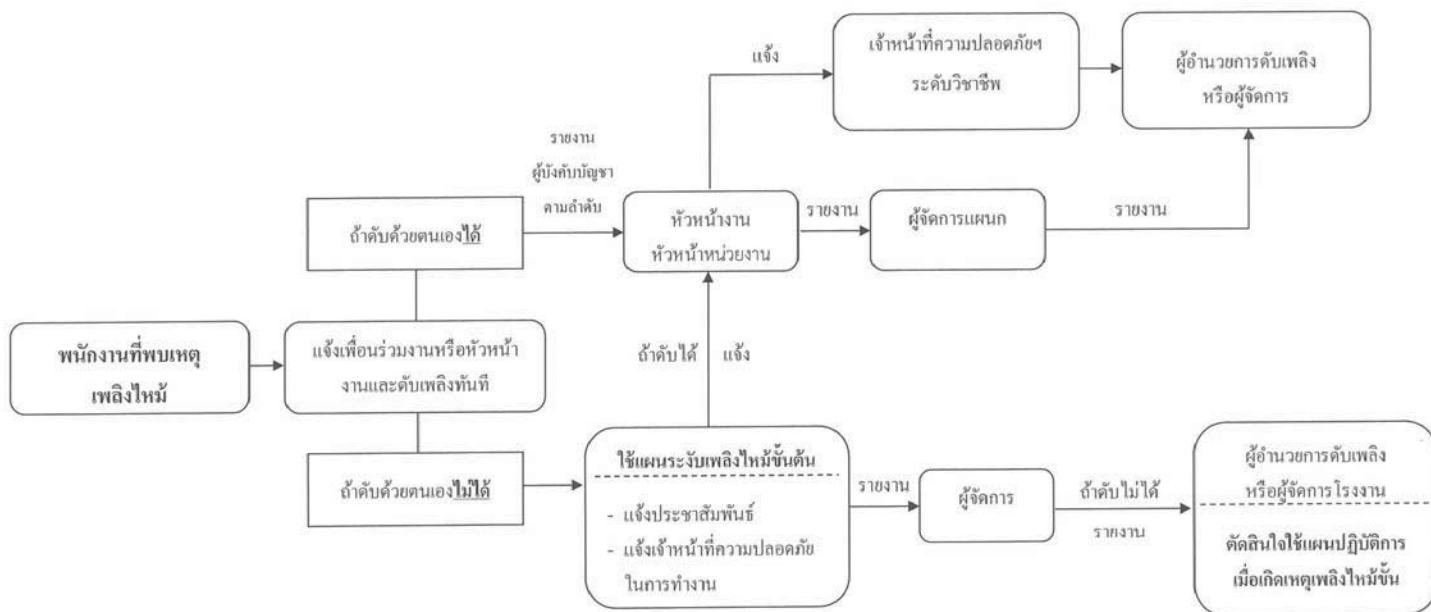 เจ้าหน้าที่ความปลอดภัยฯ
ระดับวิชาชีพ
แจ้ง
ผู้อำนวยการดับเพลิง
หรือผู้จัดการ
รายงาน
ผู้บังคับบัญชา
ตามลำดับ
ถ้าดับด้วยตนเองได้
หัวหน้างาน
หัวหน้าหน่วยงาน
รายงาน
ผู้จัดการแผนก
รายงาน
พนักงานที่พบเหตุ
เพลิงไหม้
แจ้งเพื่อนร่วมงานหรือหัวหน้า
งานและดับเพลิงทันที
ถ้าดับได้
แจ้ง
ถ้าดับด้วยตนเองไม่ได้
ใช้แผนระงับเพลิงไหม้ขั้นต้น
- แจ้งประชาสัมพันธ์
- แจ้งเจ้าหน้าที่ความปลอดภัย
ในการทำงาน
รายงาน
ผู้จัดการ
ถ้าดับไม่ได้
รายงาน
ผู้อำนวยการดับเพลิง
หรือผู้จัดการโรงงาน
ตัดสินใจใช้แผนปฏิบัติการ
เมื่อเกิดเหตุเพลิงไหม้ขั้น